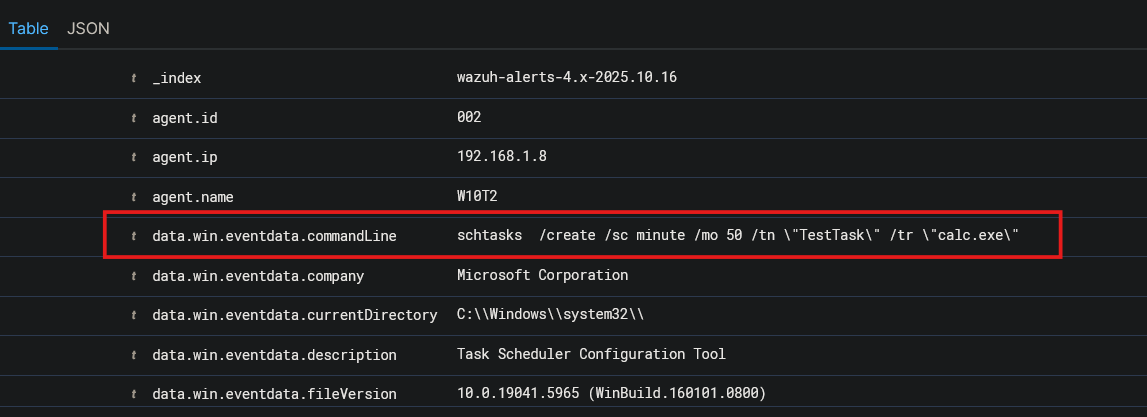 Table JSON
t _index wazuh-alerts-4.x-2025.10.16
t agent.id 002
t agent.ip 192.168.1.8
t agent.name W10T2
t data.win.eventdata.commandLine schtasks  /create /sc minute /mo 50 /tn \"TestTask\" /tr \"calc.exe\"
t data.win.eventdata.company Microsoft Corporation
t data.win.eventdata.currentDirectory C:\\Windows\\system32\\
t data.win.eventdata.description Task Scheduler Configuration Tool
t data.win.eventdata.fileVersion 10.0.19041.5965 (WinBuild.160101.0800)